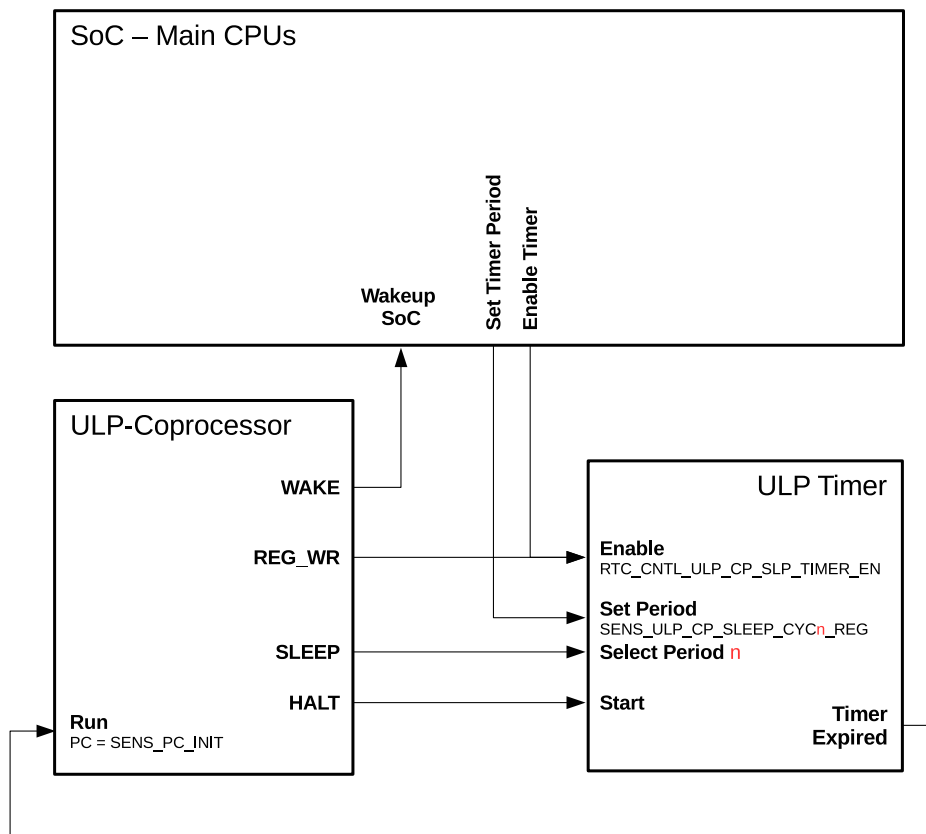 SoC – Main CPUs
Set Timer Period
Enable Timer
Wakeup
SoC
ULP-Coprocessor
WAKE
REG_WR
SLEEP
HALT
Run
PC = SENS_PC_INIT
ULP Timer
Enable
RTC_CNTL_ULP_CP_SLP_TIMER_EN
Set Period
SENS_ULP_CP_SLEEP_CYCn_REG
Select Period n
Start
Timer
Expired